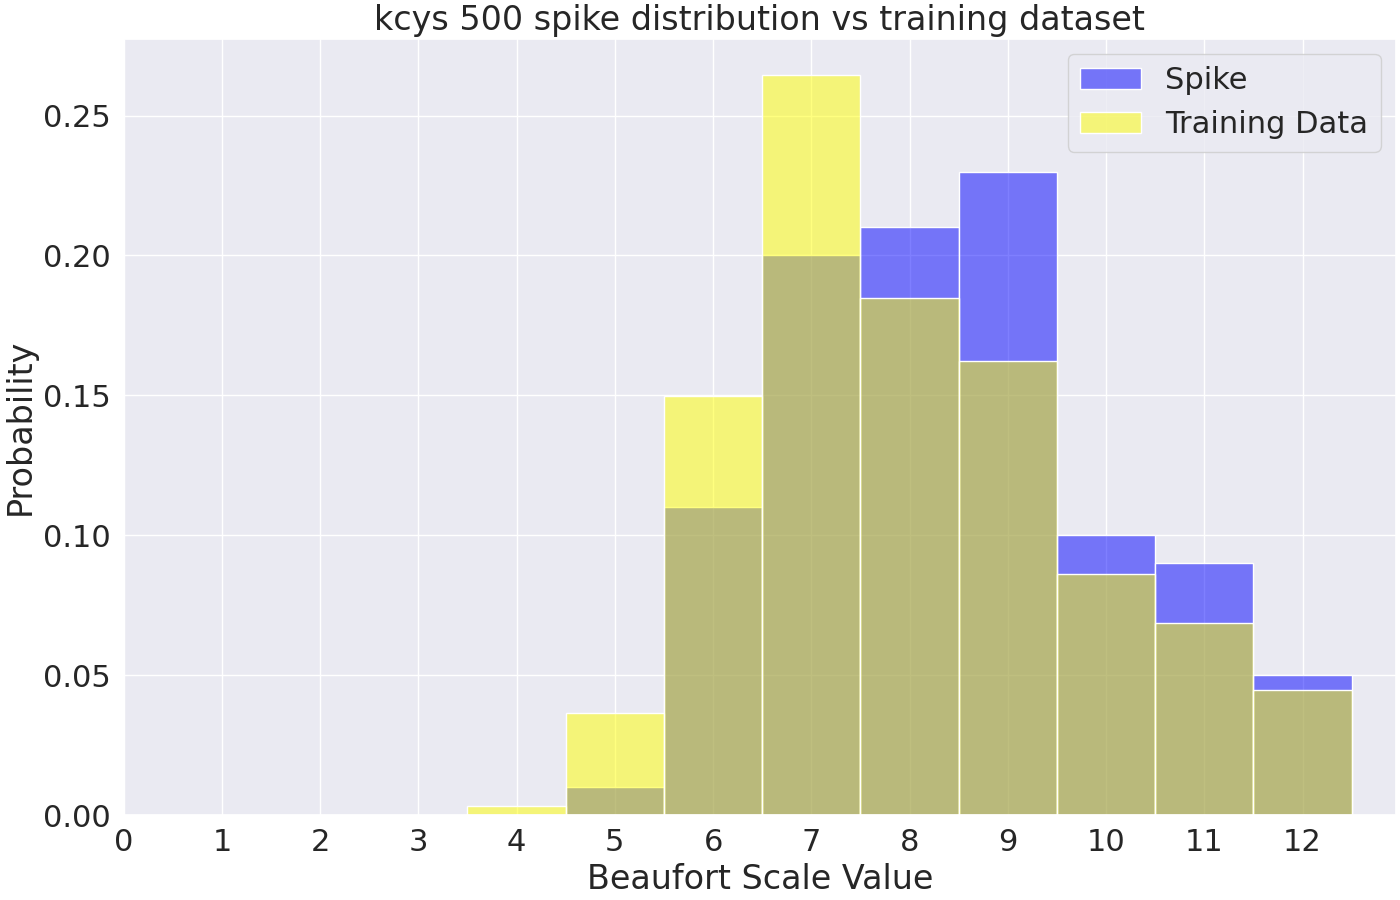 kcys 500 spike distribution vs training dataset
Spike
Training Data
0.25
0.20
0.15
0.10
0.05
0.00
Probability
0 1 2 3 4 5 6 7 8 9 10 11 12
Beaufort Scale Value